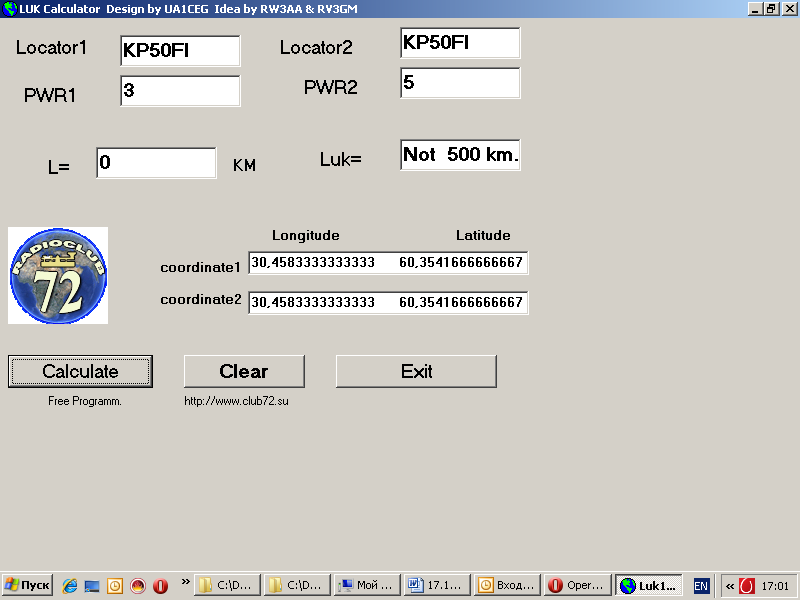 LUK Calculator  Design by UA1CEG  Idea by RW3AA & RV3GM
Locator1 KP50FI Locator2 KP50FI
PWR1 3 PWR2 5
L= 0 KM Luk= Not  500 km.
RADIOCLUB
72
Longitude Latitude
coordinate1 30,4583333333333 60,3541666666667
coordinate2 30,4583333333333 60,3541666666667
Calculate Clear Exit
Free Programm. http://www.club72.su
Пуск » C:\D... C:\D... Мой ... 17.1... Вход... Oper... Luk1... EN « 17:01